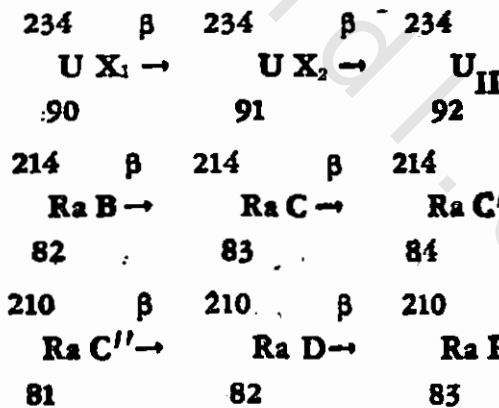 234 β 234 β 234
U X₁ → U X₂ → U_II
90 91 92
214 β 214 β 214
Ra B → Ra C → Ra C'
82 83 84
210 β 210 β 210
Ra C'' → Ra D → Ra
81 82 83